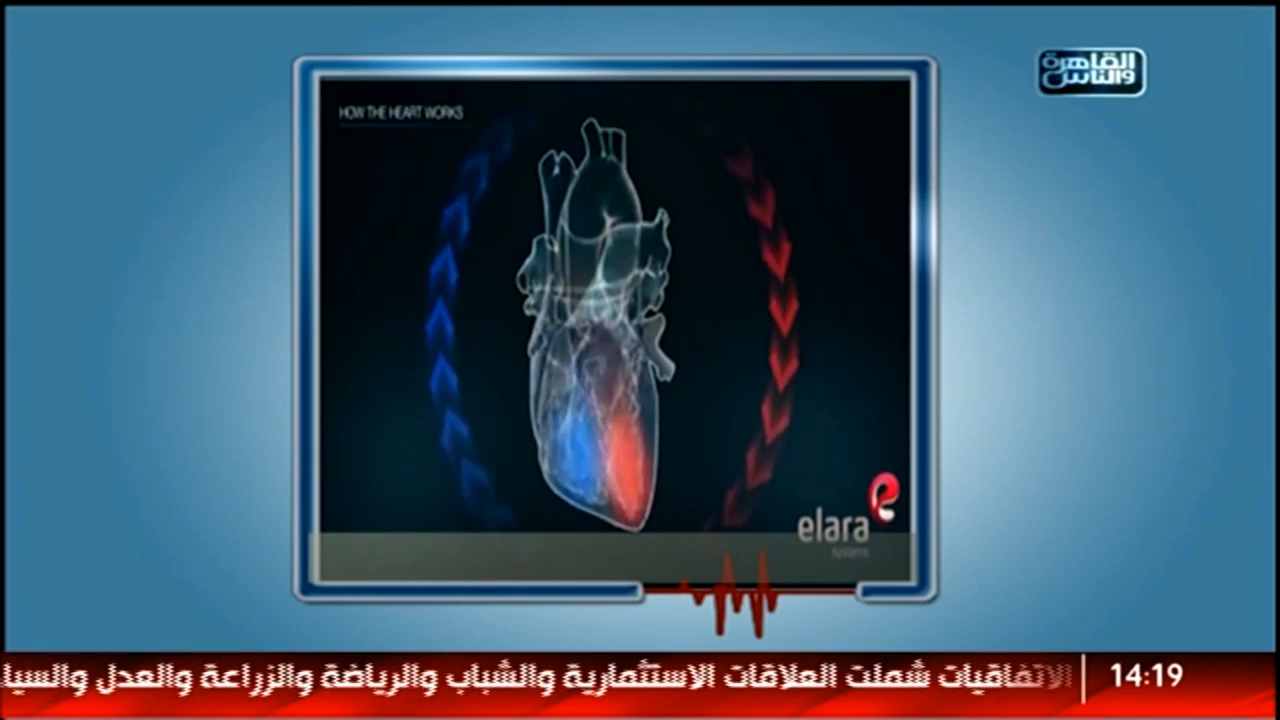 القاهرة
والناس
HOW THE HEART WORKS
elara
systems
الاتفاقيات شملت العلاقات الاستثمارية والشباب والرياضة والزراعة والعدل والسيا
14:19